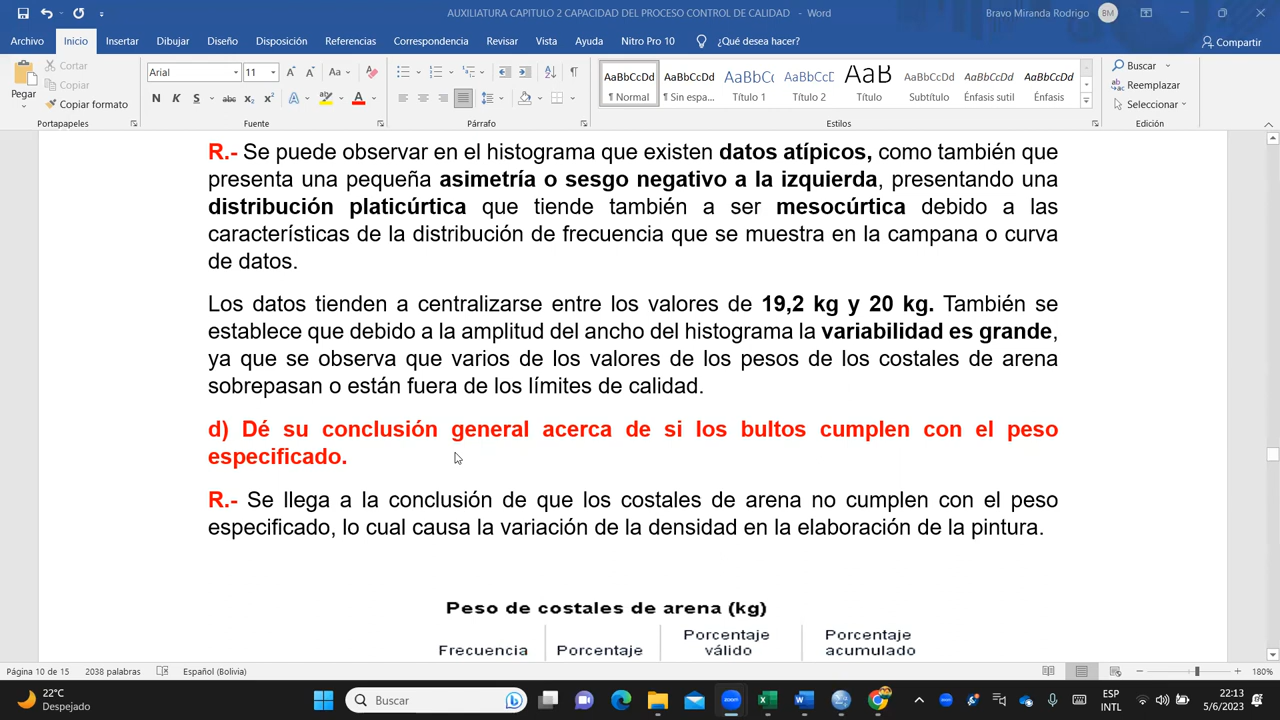 AUXILIATURA CAPITULO 2 CAPACIDAD DEL PROCESO CONTROL DE CALIDAD - Word
Bravo Miranda Rodrigo
BM
Archivo Inicio Insertar Dibujar Diseño Disposición Referencias Correspondencia Revisar Vista Ayuda Nitro Pro 10 ¿Qué desea hacer? Compartir
Pegar
Cortar
Copiar
Copiar formato
Portapapeles
Arial 11
Aa
N K S abc x₂ x²
Fuente
Párrafo
AaBbCcDd AaBbCcDd AaBbCc AaBbCcD AaB AaBbCcD AaBbCcDd AaBbCcDd
¶ Normal ¶ Sin espa... Título 1 Título 2 Título Subtítulo Énfasis sutil Énfasis
Estilos
Buscar
Reemplazar
Seleccionar
Edición
R.- Se puede observar en el histograma que existen datos atípicos, como también que
presenta una pequeña asimetría o sesgo negativo a la izquierda, presentando una
distribución platicúrtica que tiende también a ser mesocúrtica debido a las
características de la distribución de frecuencia que se muestra en la campana o curva
de datos.
Los datos tienden a centralizarse entre los valores de 19,2 kg y 20 kg. También se
establece que debido a la amplitud del ancho del histograma la variabilidad es grande,
ya que se observa que varios de los valores de los pesos de los costales de arena
sobrepasan o están fuera de los límites de calidad.
d) Dé su conclusión general acerca de si los bultos cumplen con el peso
especificado.
R.- Se llega a la conclusión de que los costales de arena no cumplen con el peso
especificado, lo cual causa la variación de la densidad en la elaboración de la pintura.
Peso de costales de arena (kg)
Frecuencia Porcentaje Porcentaje válido Porcentaje acumulado
Página 10 de 15 2038 palabras Español (Bolivia) 180%
22°C
Despejado
Buscar
zoom
ESP
INTL
22:13
5/6/2023